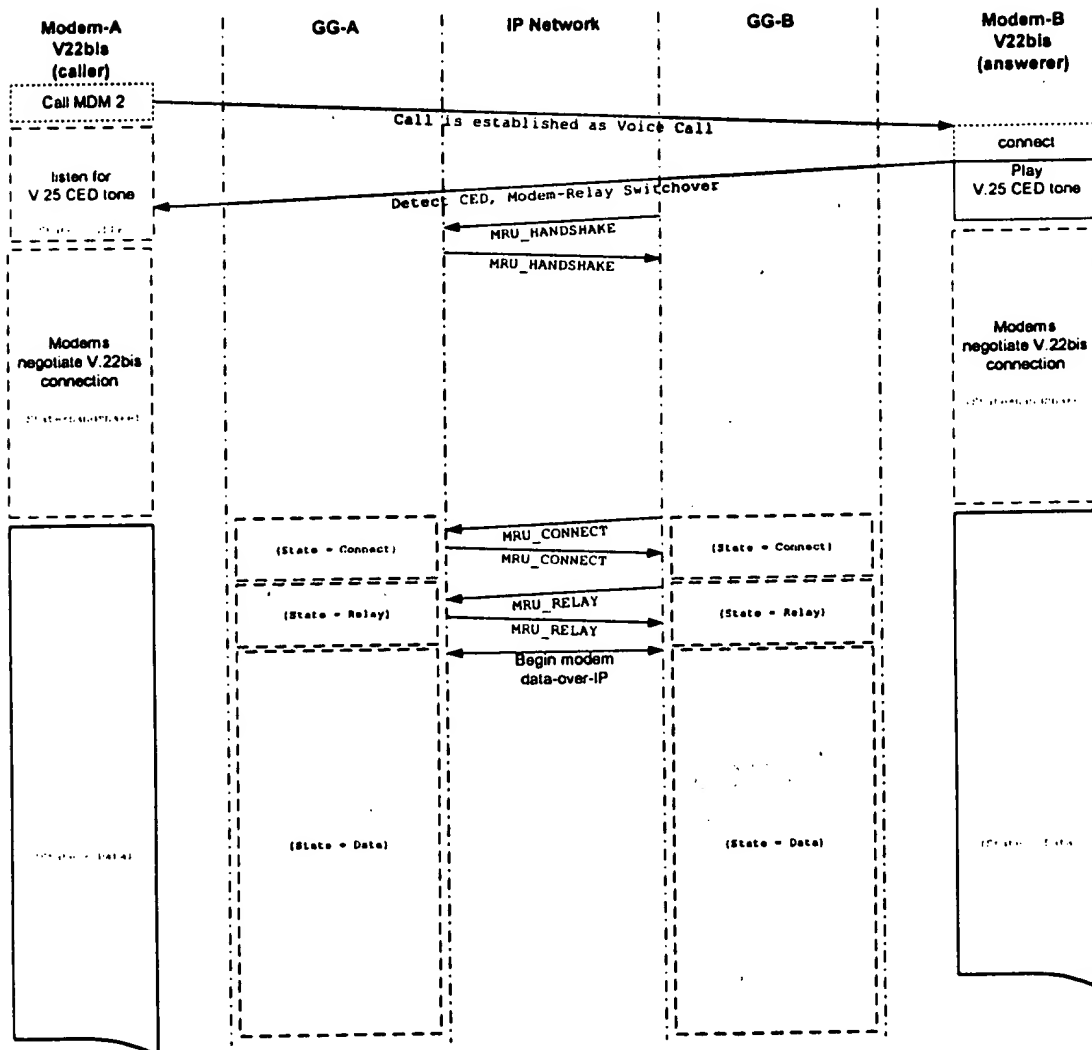 Modem-A
V22bis
(caller)
GG-A
IP Network
GG-B
Modem-B
V22bis
(answerer)
Call MDM 2
Call is established as Voice Call
connect
listen for
V.25 CED tone
Play
V.25 CED tone
Detect CED, Modem-Relay Switchover
MRU_HANDSHAKE
MRU_HANDSHAKE
Modems
negotiate V.22bis
connection
Modems
negotiate V.22bis
connection
MRU_CONNECT
(State = Connect)
(State = Connect)
MRU_CONNECT
MRU_RELAY
(State = Relay)
(State = Relay)
MRU_RELAY
Begin modem
data-over-IP
(State = Data)
(State = Data)